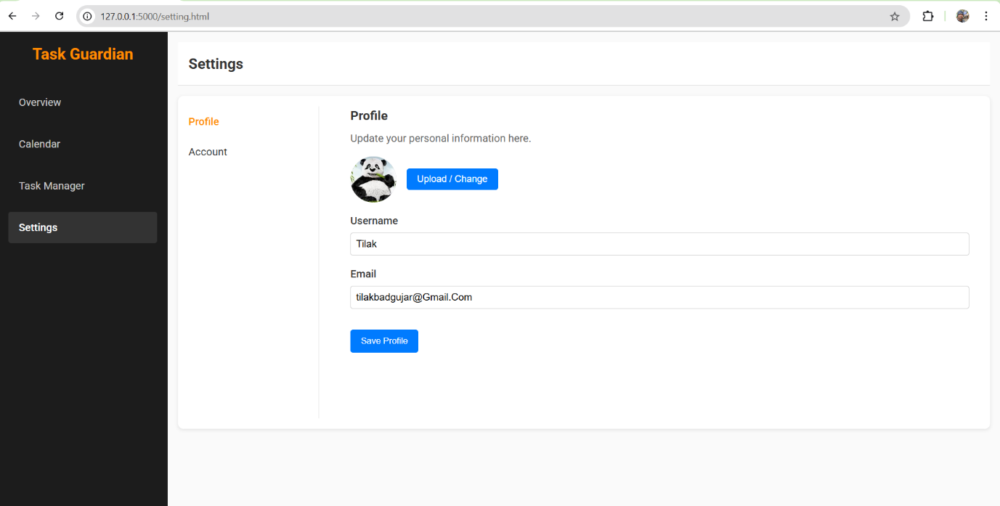 127.0.0.1:5000/setting.html
Task Guardian
Overview
Calendar
Task Manager
Settings
Settings
Profile
Account
Profile
Update your personal information here.
Upload / Change
Username
Tilak
Email
tilakbadgujar@Gmail.Com
Save Profile